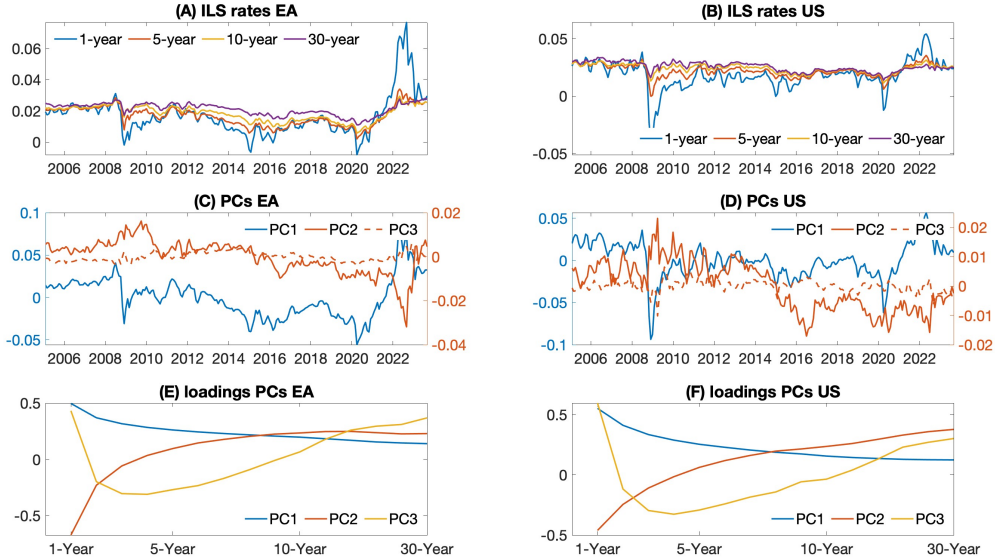 (A) ILS rates EA
0.06
0.04
0.02
0
1-year 5-year 10-year 30-year
2006 2008 2010 2012 2014 2016 2018 2020 2022
(B) ILS rates US
0.05
0
-0.05
1-year 5-year 10-year 30-year
2006 2008 2010 2012 2014 2016 2018 2020 2022
(C) PCs EA
0.1
0.05
0
-0.05
0.02
0
-0.02
-0.04
PC1 PC2 PC3
2006 2008 2010 2012 2014 2016 2018 2020 2022
(D) PCs US
0.05
0
-0.05
-0.1
0.02
0.01
0
-0.01
-0.02
PC1 PC2 PC3
2006 2008 2010 2012 2014 2016 2018 2020 2022
(E) loadings PCs EA
0.5
0
-0.5
PC1 PC2 PC3
1-Year 5-Year 10-Year 30-Year
(F) loadings PCs US
0.5
0
-0.5
PC1 PC2 PC3
1-Year 5-Year 10-Year 30-Year